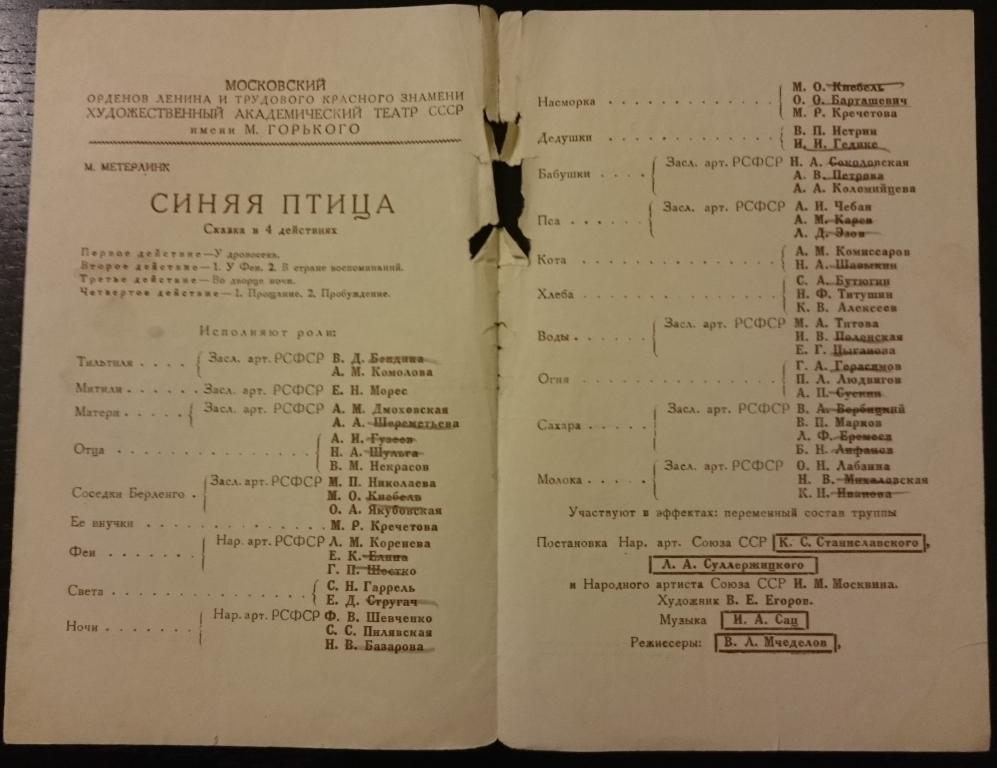 МОСКОВСКИЙ
ОРДЕНОВ ЛЕНИНА И ТРУДОВОГО КРАСНОГО ЗНАМЕНИ
ХУДОЖЕСТВЕННЫЙ АКАДЕМИЧЕСКИЙ ТЕАТР СССР
имени М. ГОРЬКОГО
М. МЕТЕРЛИНК
СИНЯЯ ПТИЦА
Сказка в 4 действиях
Первое действие—У дровосека.
Второе действие—1. У Феи. 2. В стране воспоминаний.
Третье действие—Во дворце ночи.
Четвертое действие—1. Прощание. 2. Пробуждение.
Исполняют роли:
Тильтиля . . . . Засл. арт. РСФСР В. Д. Бендина
А. М. Комолова
Митили . . . . Засл. арт. РСФСР Е. Н. Морес
Матери . . . . . Засл. арт. РСФСР А. М. Дмоховская
А. А. Шереметьева
Отца . . . . . . . . . . . . . . А. И. Гузеев
Н. А. Шульга
В. М. Некрасов
Соседки Берленго . Засл. арт. РСФСР М. П. Николаева
М. О. Кнебель
О. А. Якубовская
Ее внучки . . . . . . . . . . . М. Р. Кречетова
Феи . . . . . . . Нар. арт. РСФСР Л. М. Коренева
Е. К. Елина
Г. П. Шостко
Света . . . . . . . . . . . . . . С. Н. Гаррель
Е. Д. Стругач
Ночи . . . . . . . Нар. арт. РСФСР Ф. В. Шевченко
С. С. Пилявская
Н. В. Базарова
Насморка . . . . . . . . . . . . М. О. Кнебель
О. О. Барташевич
М. Р. Кречетова
Дедушки . . . . . . . . . . . . В. П. Истрин
И. И. Гедике
Бабушки . . . . Засл. арт. РСФСР Н. А. Соколовская
А. В. Петрова
А. А. Коломийцева
Пса . . . . . . . Засл. арт. РСФСР А. И. Чебан
А. М. Карев
Л. Д. Эзов
Кота . . . . . . . . . . . . . . . А. М. Комиссаров
Н. А. Шавыкин
Хлеба . . . . . . . . . . . . . . С. А. Бутюгин
Н. Ф. Титушин
К. В. Алексеев
Воды . . . . . . Засл. арт. РСФСР М. А. Титова
И. В. Поленская
Е. Г. Цыганова
Огня . . . . . . . . . . . . . . . Г. А. Герасимов
П. Л. Людвигов
А. П. Сускин
Сахара . . . . . Засл. арт. РСФСР В. А. Вербицкий
В. П. Марков
Л. Ф. Еремеев
Б. Н. Лифанов
Молока . . . . . Засл. арт. РСФСР О. Н. Лабзина
Н. В. Михаловская
К. Н. Иванова
Участвуют в эффектах: переменный состав труппы
Постановка Нар. арт. Союза ССР К. С. Станиславского,
Л. А. Суллержицкого
и Народного артиста Союза ССР И. М. Москвина.
Художник В. Е. Егоров.
Музыка И. А. Сац
Режиссеры: В. Л. Мчеделов,